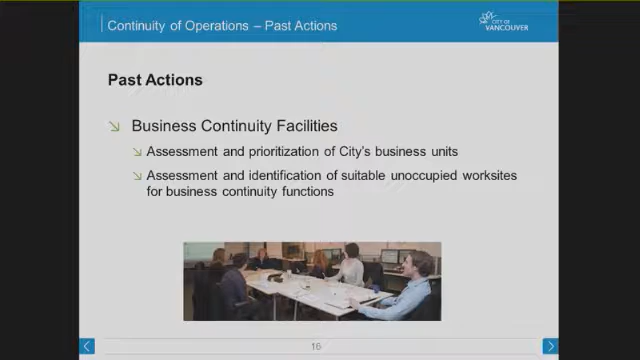 Continuity of Operations – Past Actions
CITY OF
VANCOUVER
Past Actions
Business Continuity Facilities
Assessment and prioritization of City's business units
Assessment and identification of suitable unoccupied worksites
for business continuity functions
16